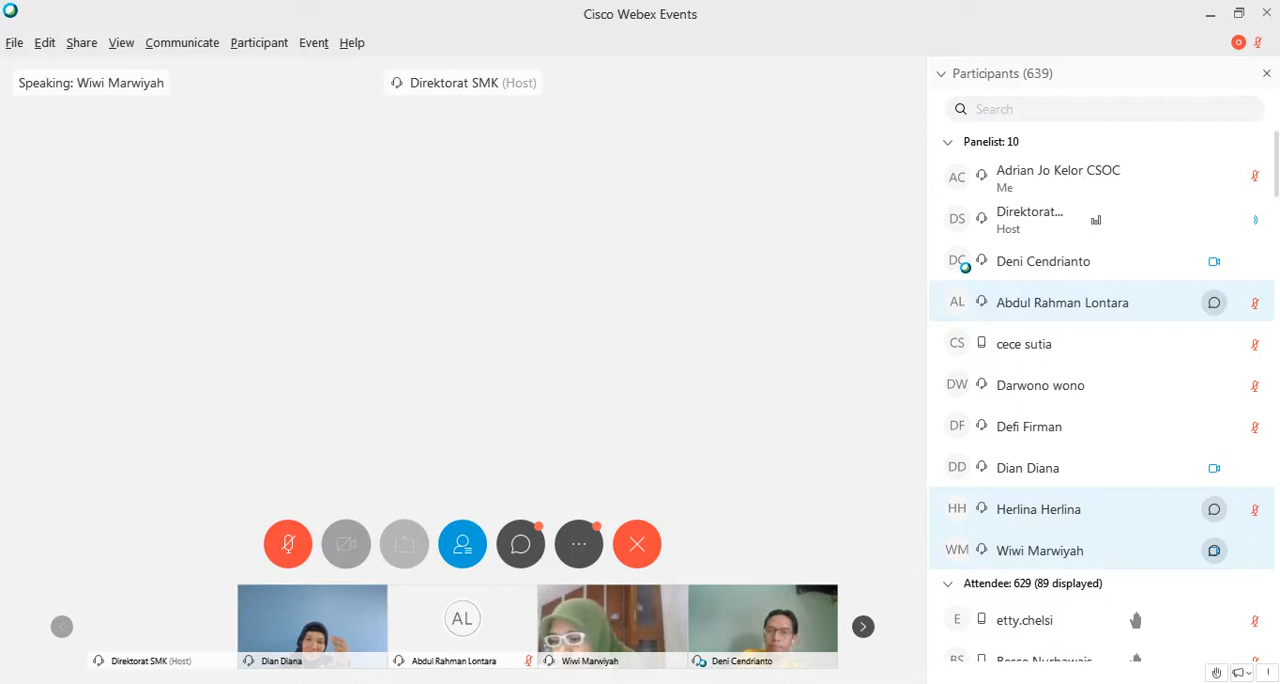 Cisco Webex Events
File Edit Share View Communicate Participant Event Help
Speaking: Wiwi Marwiyah
Direktorat SMK (Host)
Participants (639)
Search
Panelist: 10
AC Adrian Jo Kelor CSOC
Me
DS Direktorat...
Host
DC Deni Cendrianto
AL Abdul Rahman Lontara
CS cece sutia
DW Darwono wono
DF Defi Firman
DD Dian Diana
HH Herlina Herlina
WM Wiwi Marwiyah
Attendee: 629 (89 displayed)
E etty.chelsi
BS Besse Nurhawais
AL
Direktorat SMK (Host)
Dian Diana
Abdul Rahman Lontara
Wiwi Marwiyah
Deni Cendrianto